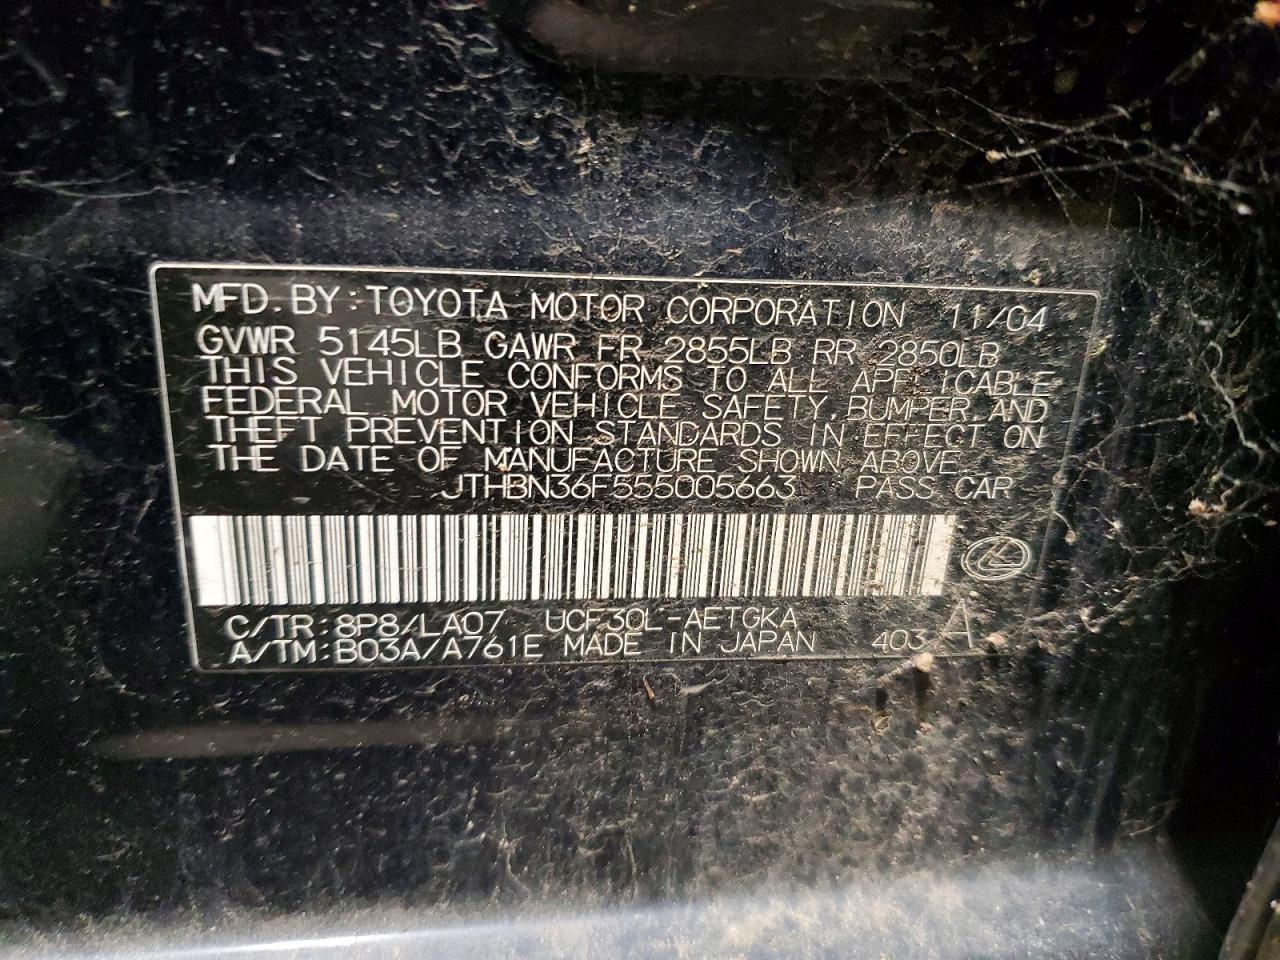 MFD. BY: TOYOTA MOTOR CORPORATION 11/04
GVWR 5145LB GAWR FR 2855LB RR 2850LB
THIS VEHICLE CONFORMS TO ALL APPLICABLE
FEDERAL MOTOR VEHICLE SAFETY, BUMPER, AND
THEFT PREVENTION STANDARDS IN EFFECT ON
THE DATE OF MANUFACTURE SHOWN ABOVE.
JTHBN36F555005663 PASS CAR
C/TR: 8P8/LA07 UCF30L-AETGKA
A/TM: B03A/A761E MADE IN JAPAN 403 A